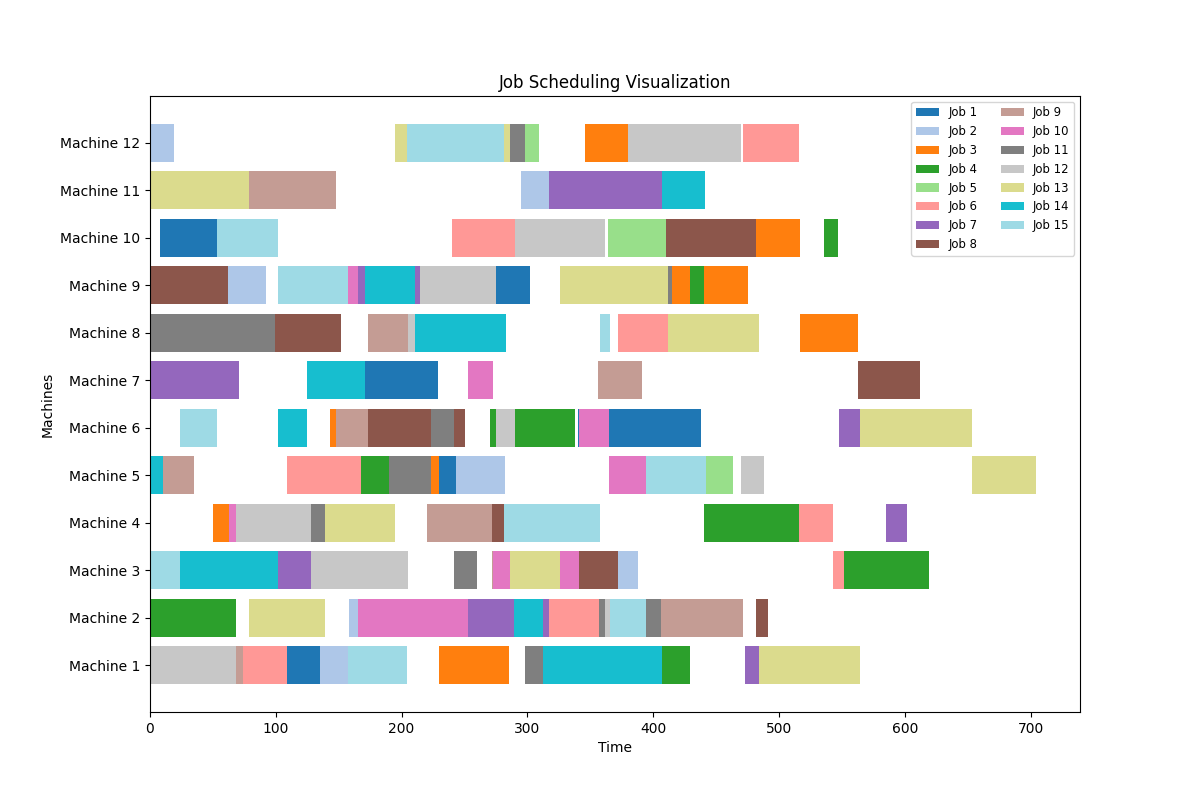 Job Scheduling Visualization
Machine 12
Machine 11
Machine 10
Machine 9
Machine 8
Machine 7
Machine 6
Machine 5
Machine 4
Machine 3
Machine 2
Machine 1
Machines
0 100 200 300 400 500 600 700
Time
Job 1
Job 2
Job 3
Job 4
Job 5
Job 6
Job 7
Job 8
Job 9
Job 10
Job 11
Job 12
Job 13
Job 14
Job 15